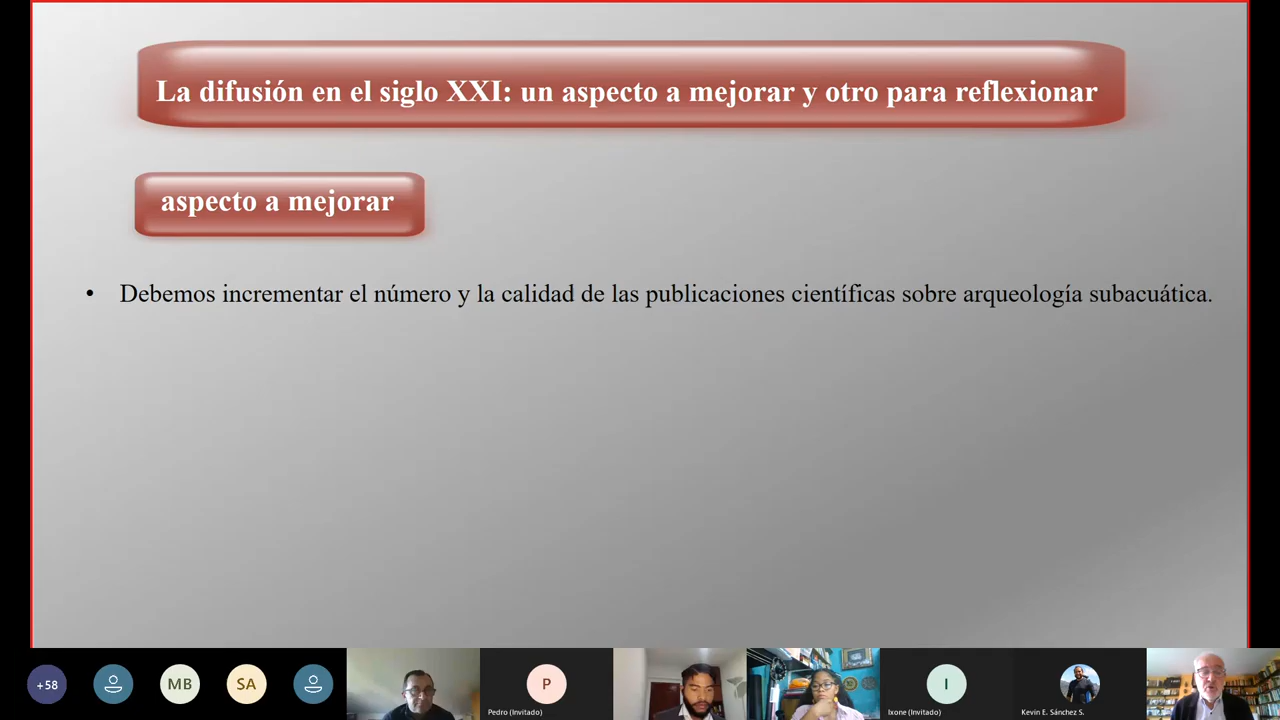 La difusión en el siglo XXI: un aspecto a mejorar y otro para reflexionar
aspecto a mejorar
• Debemos incrementar el número y la calidad de las publicaciones científicas sobre arqueología subacuática.
+58
MB
SA
P
I
Pedro (Invitado)
Ixone (Invitado)
Kevin E. Sánchez S.